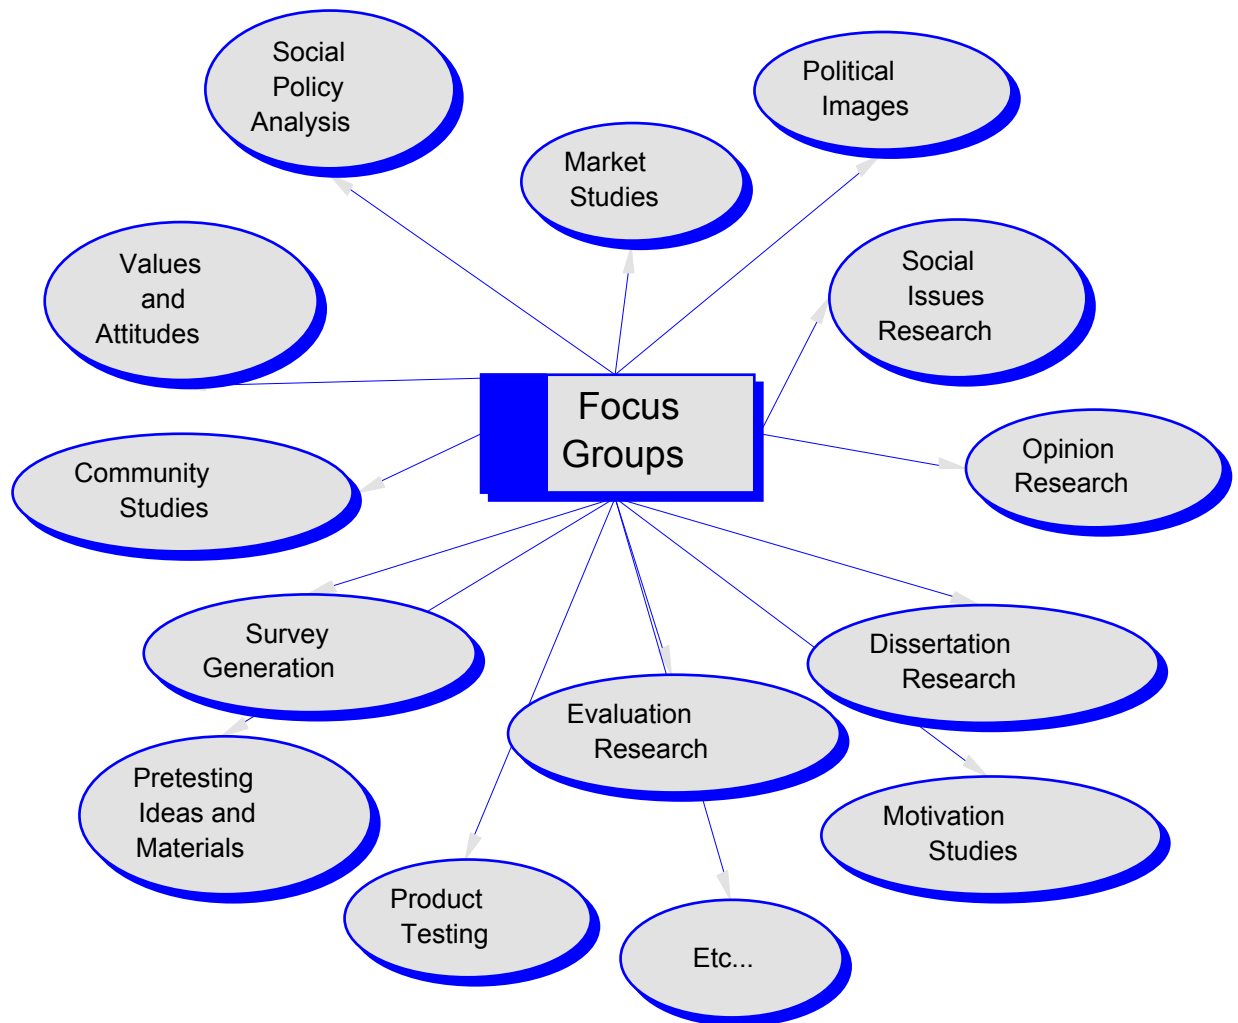 Social
Policy
Analysis
Political
Images
Market
Studies
Values
and
Attitudes
Social
Issues
Research
Focus
Groups
Community
Studies
Opinion
Research
Survey
Generation
Dissertation
Research
Evaluation
Research
Pretesting
Ideas and
Materials
Motivation
Studies
Product
Testing
Etc...